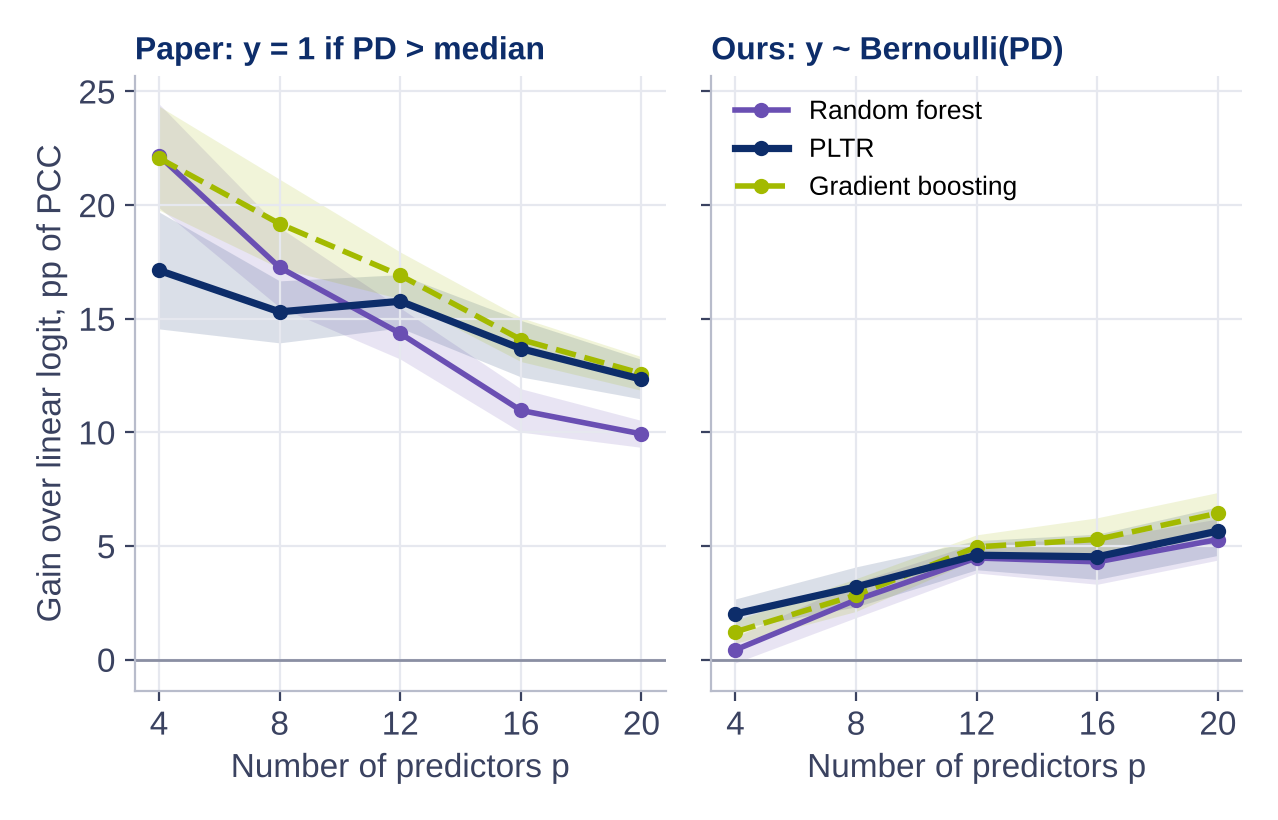 Paper: y = 1 if PD > median
Ours: y ~ Bernoulli(PD)
Gain over linear logit, pp of PCC
25
20
15
10
5
0
Random forest
PLTR
Gradient boosting
4 8 12 16 20
4 8 12 16 20
Number of predictors p
Number of predictors p